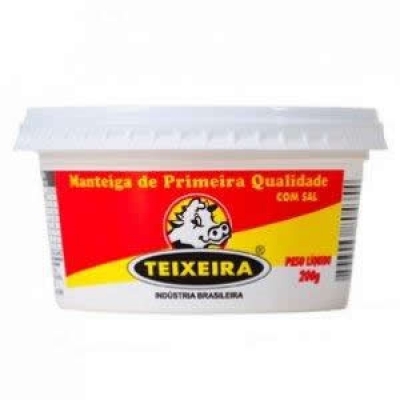 Manteiga de Primeira Qualidade
COM SAL
TEIXEIRA®
INDÚSTRIA BRASILEIRA
PESO LÍQUIDO
200g